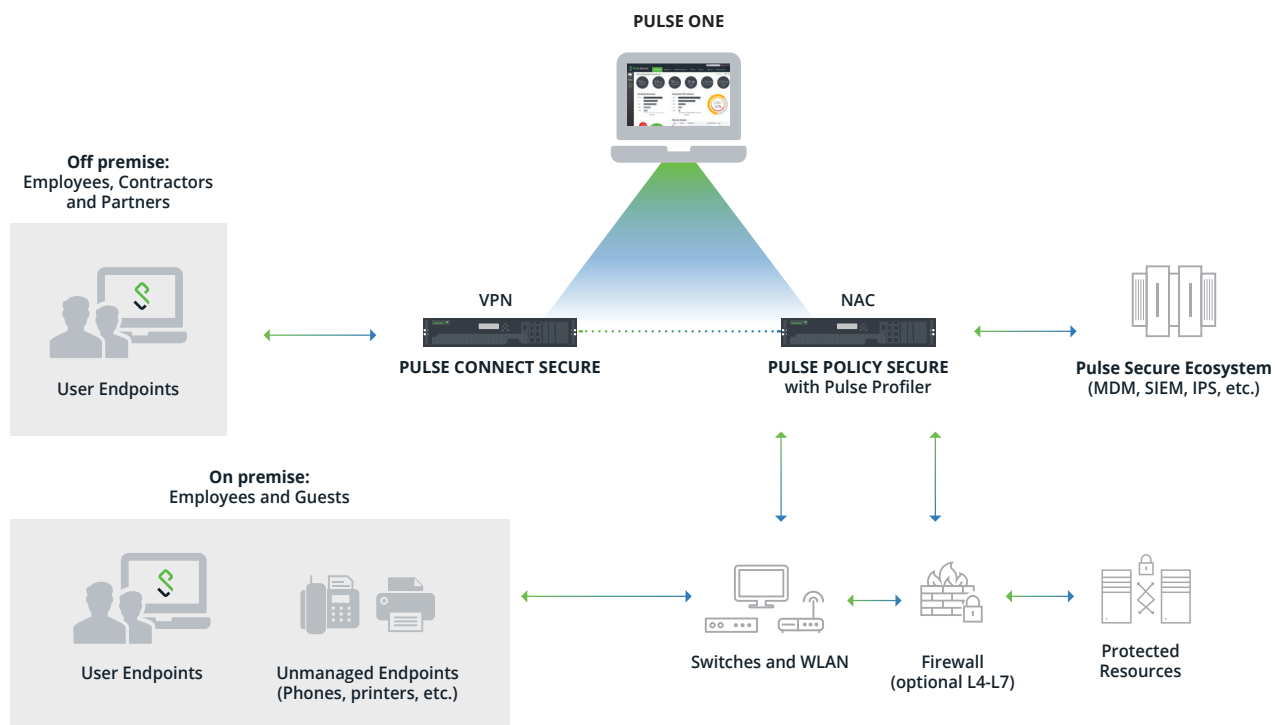 PULSE ONE
Off premise:
Employees, Contractors
and Partners
User Endpoints
VPN
PULSE CONNECT SECURE
NAC
PULSE POLICY SECURE
with Pulse Profiler
Pulse Secure Ecosystem
(MDM, SIEM, IPS, etc.)
On premise:
Employees and Guests
User Endpoints
Unmanaged Endpoints
(Phones, printers, etc.)
Switches and WLAN
Firewall
(optional L4-L7)
Protected
Resources